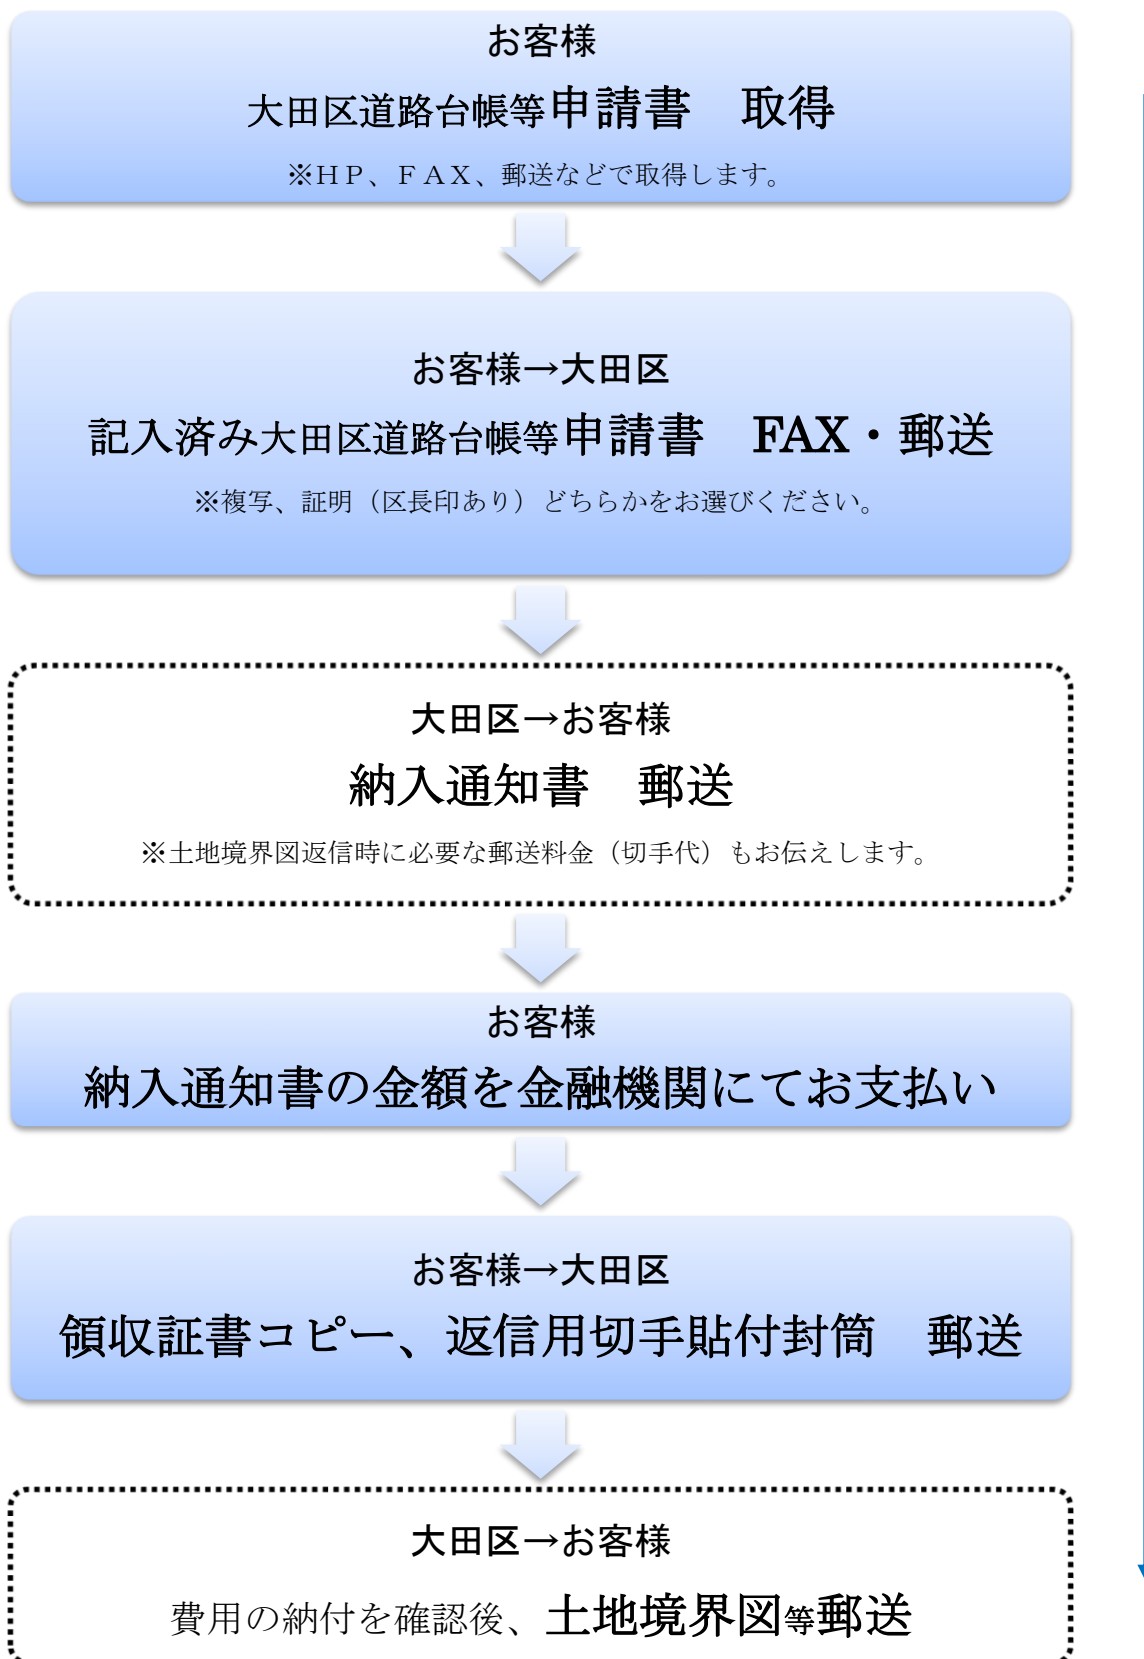 お客様
大田区道路台帳等申請書　取得
※ＨＰ、ＦＡＸ、郵送などで取得します。
お客様→大田区
記入済み大田区道路台帳等申請書　FAX・郵送
※複写、証明（区長印あり）どちらかをお選びください。
大田区→お客様
納入通知書　郵送
※土地境界図返信時に必要な郵送料金（切手代）もお伝えします。
お客様
納入通知書の金額を金融機関にてお支払い
お客様→大田区
領収証書コピー、返信用切手貼付封筒　郵送
大田区→お客様
費用の納付を確認後、土地境界図等郵送